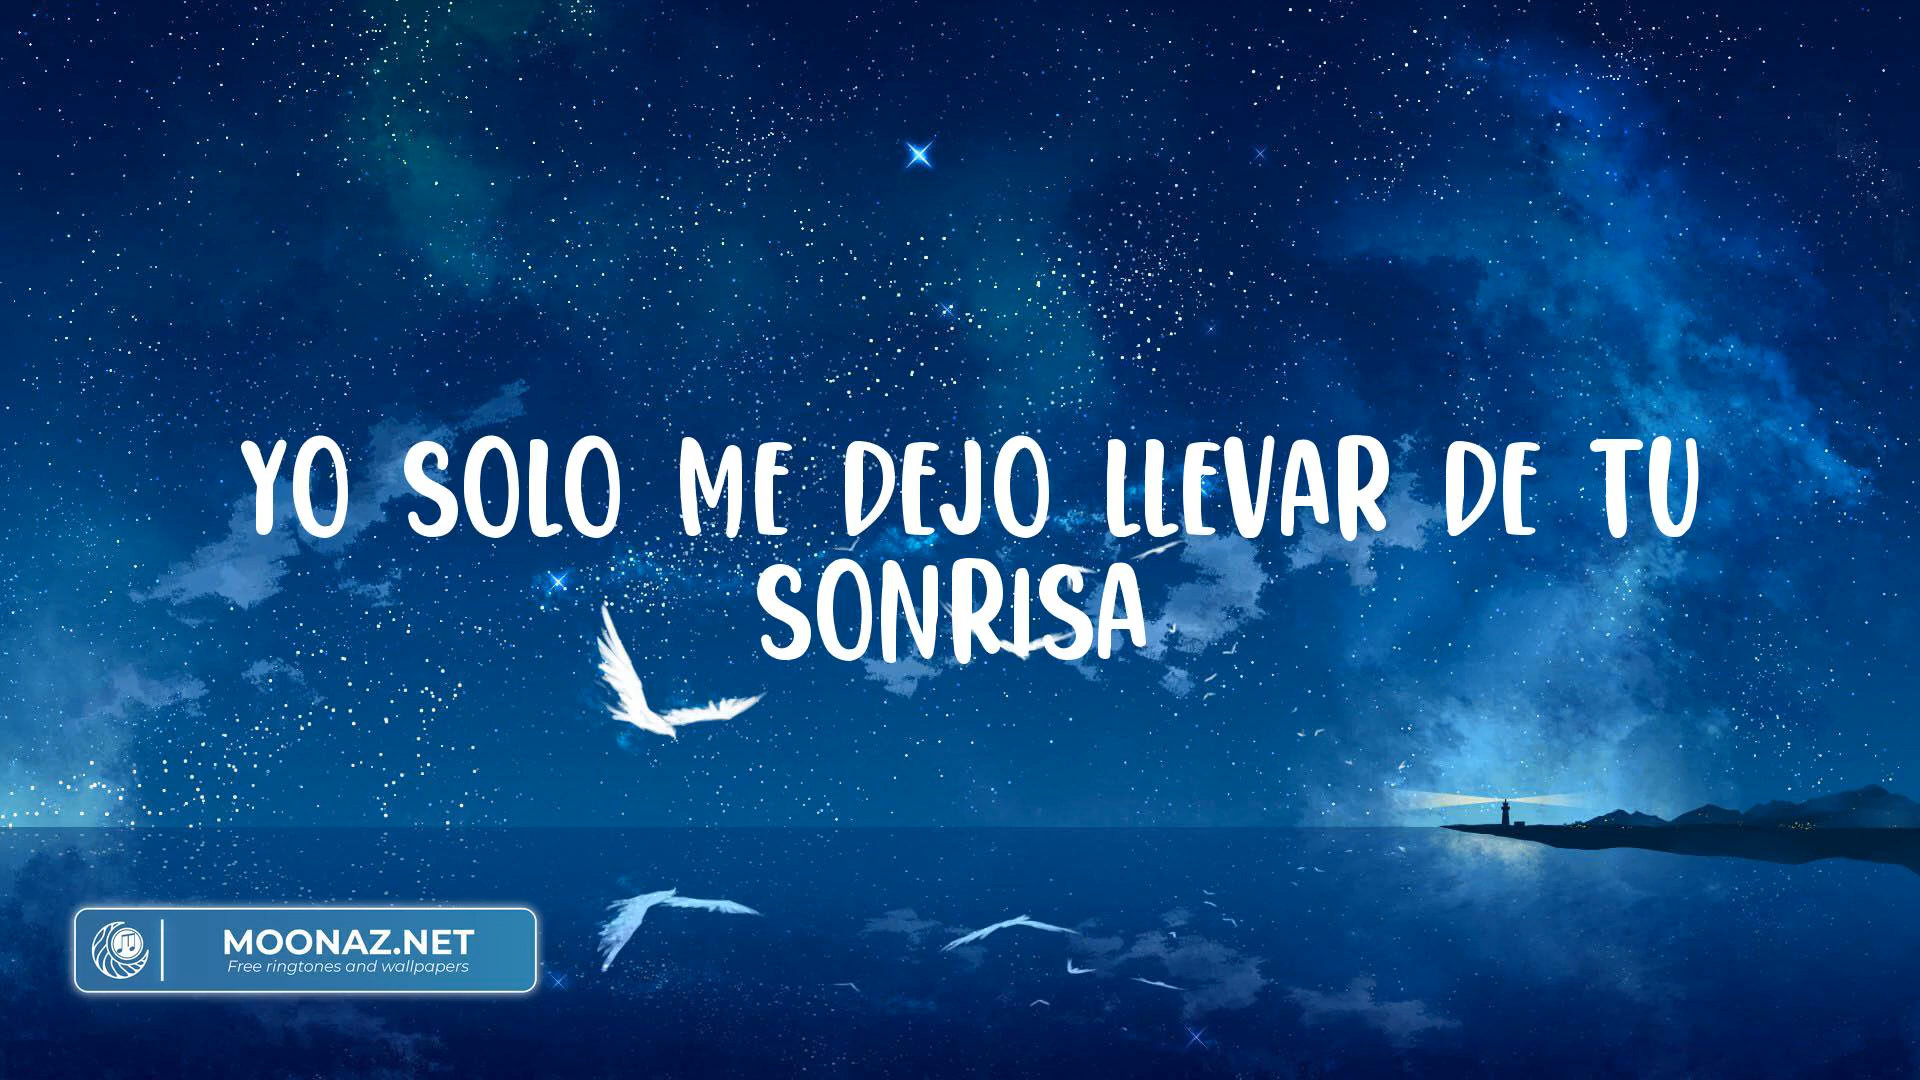 YO SOLO ME DEJO LLEVAR DE TU
SONRISA
MOONAZ.NET
Free ringtones and wallpapers